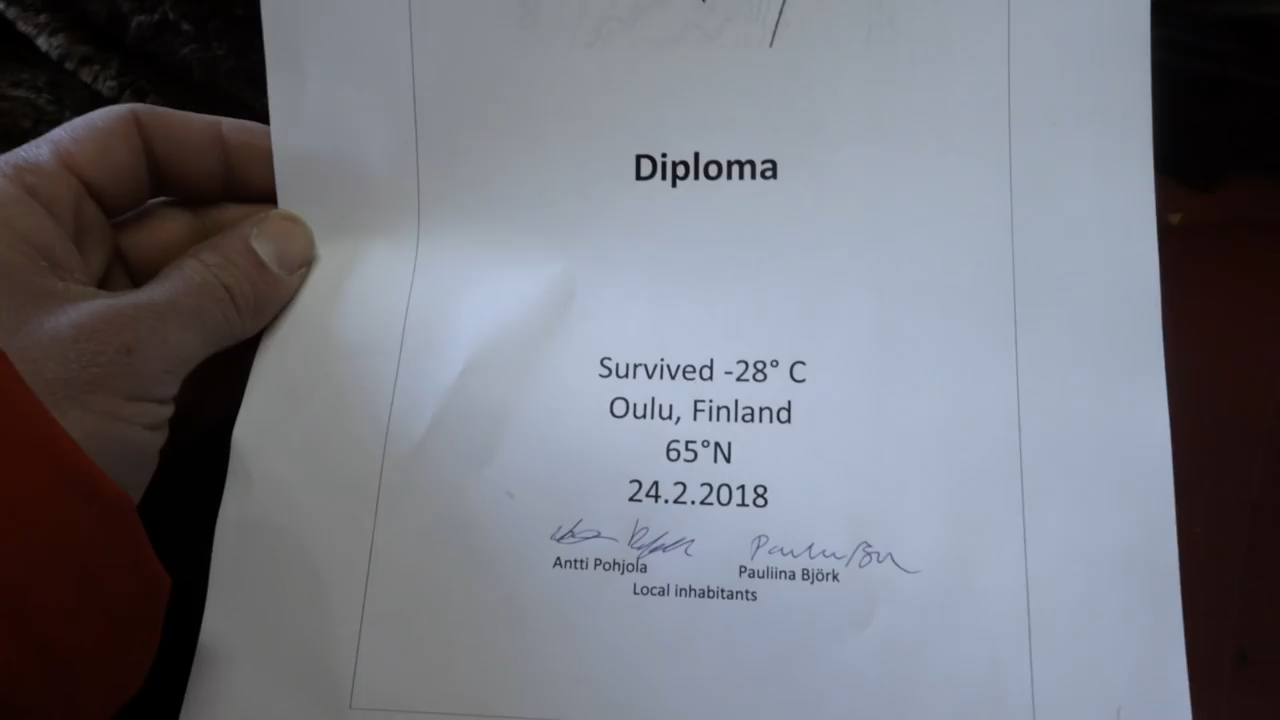 Diploma
Survived -28° C
Oulu, Finland
65°N
24.2.2018
Antti Pohjola
Pauliina Björk
Local inhabitants